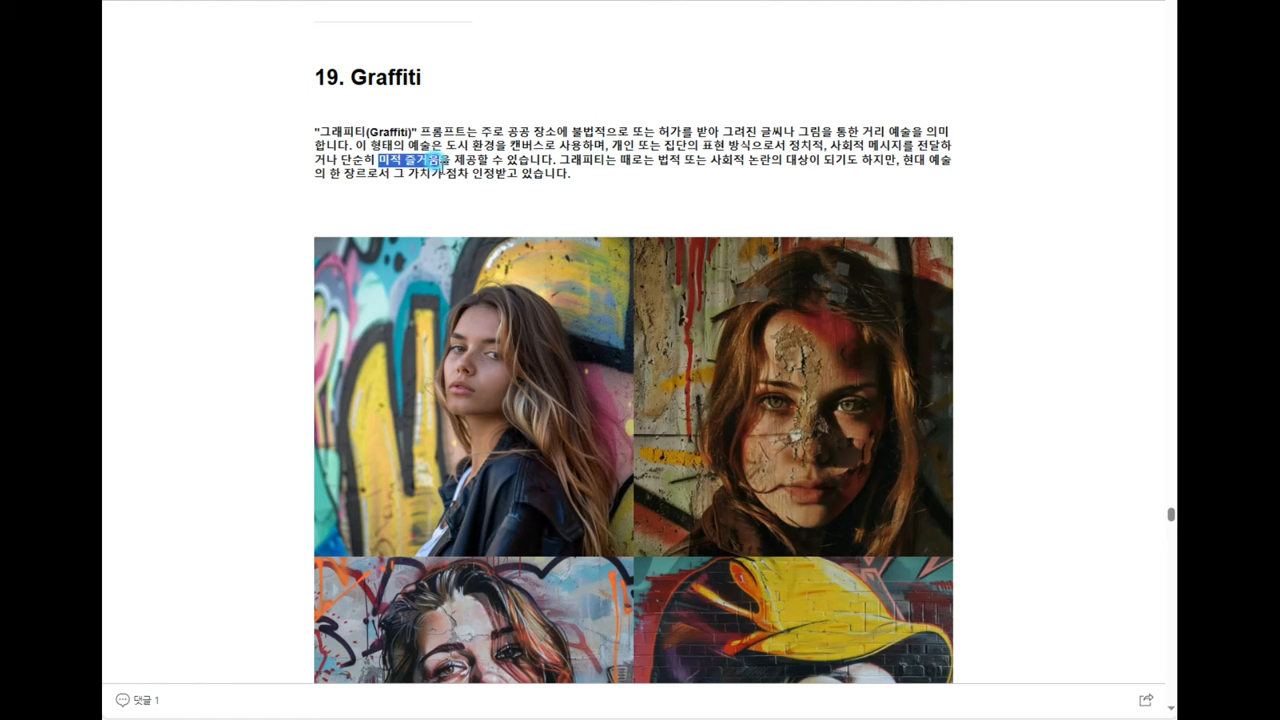 19. Graffiti
"그래피티(Graffiti)" 프롬프트는 주로 공공 장소에 불법적으로 또는 허가를 받아 그려진 글씨나 그림을 통한 거리 예술을 의미
합니다. 이 형태의 예술은 도시 환경을 캔버스로 사용하며, 개인 또는 집단의 표현 방식으로서 정치적, 사회적 메시지를 전달하
거나 단순히 미적 즐거움을 제공할 수 있습니다. 그래피티는 때로는 법적 또는 사회적 논란의 대상이 되기도 하지만, 현대 예술
의 한 장르로서 그 가치가 점차 인정받고 있습니다.
댓글 1